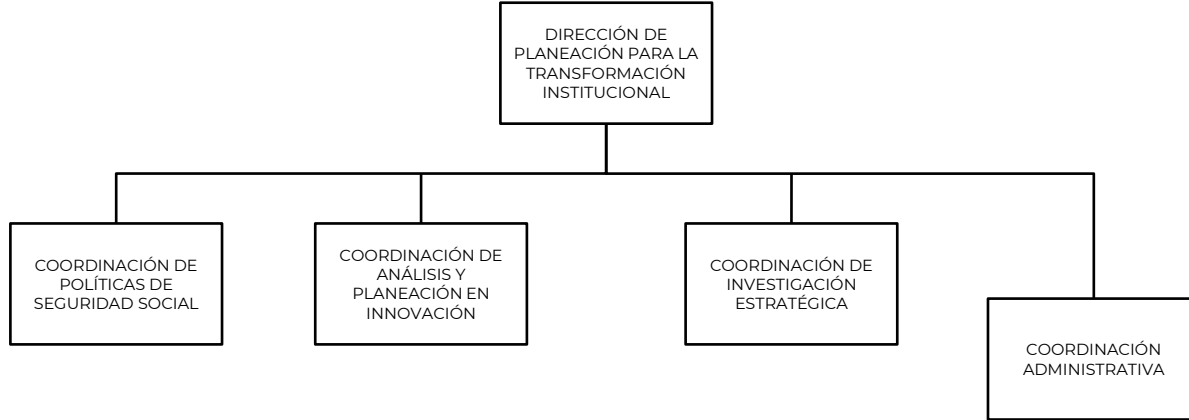 DIRECCIÓN DE
PLANEACIÓN PARA LA
TRANSFORMACIÓN
INSTITUCIONAL
COORDINACIÓN DE
POLÍTICAS DE
SEGURIDAD SOCIAL
COORDINACIÓN DE
ANÁLISIS Y
PLANEACIÓN EN
INNOVACIÓN
COORDINACIÓN DE
INVESTIGACIÓN
ESTRATÉGICA
COORDINACIÓN
ADMINISTRATIVA